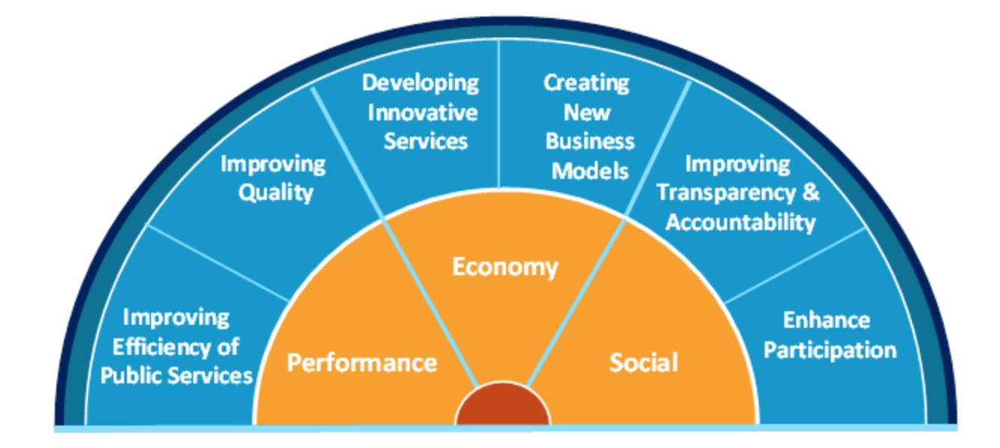 Developing
Innovative
Services
Creating
New
Business
Models
Improving
Quality
Improving
Transparency &
Accountability
Improving
Efficiency of
Public Services
Enhance
Participation
Economy
Performance
Social